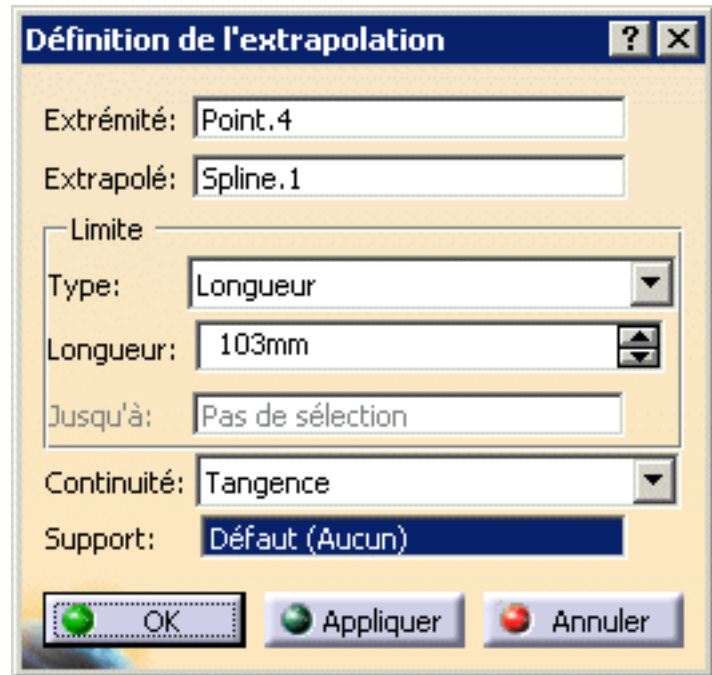 Définition de l'extrapolation ? X
Extrémité: Point.4
Extrapolé: Spline.1
Limite
Type: Longueur
Longueur: 103mm
Jusqu'à: Pas de sélection
Continuité: Tangence
Support: Défaut (Aucun)
OK Appliquer Annuler